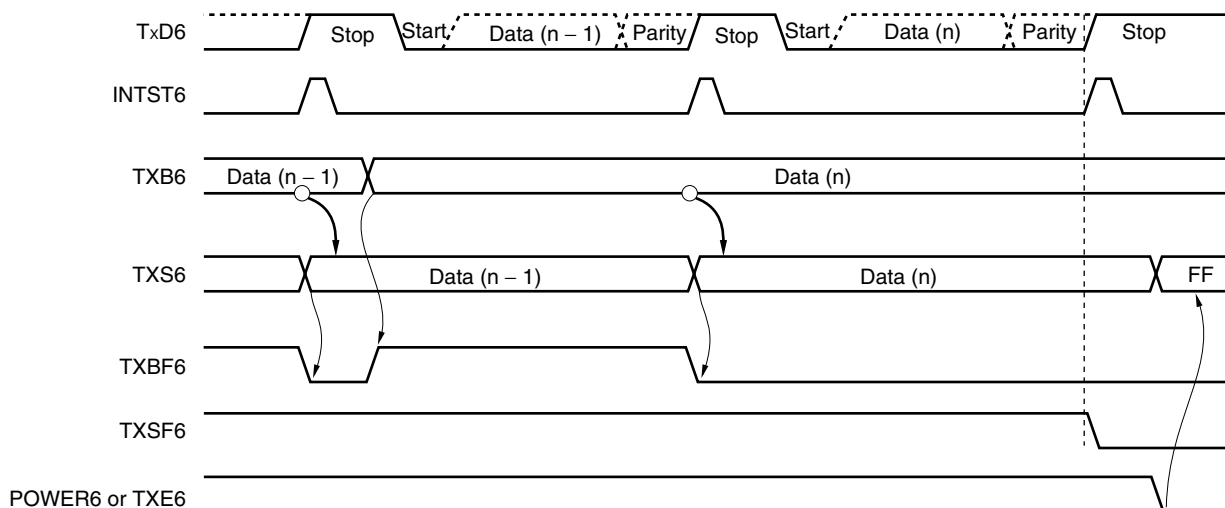 TxD6 Stop Start Data (n – 1) Parity Stop Start Data (n) Parity Stop
INTST6
TXB6 Data (n – 1) Data (n)
TXS6 Data (n – 1) Data (n) FF
TXBF6
TXSF6
POWER6 or TXE6